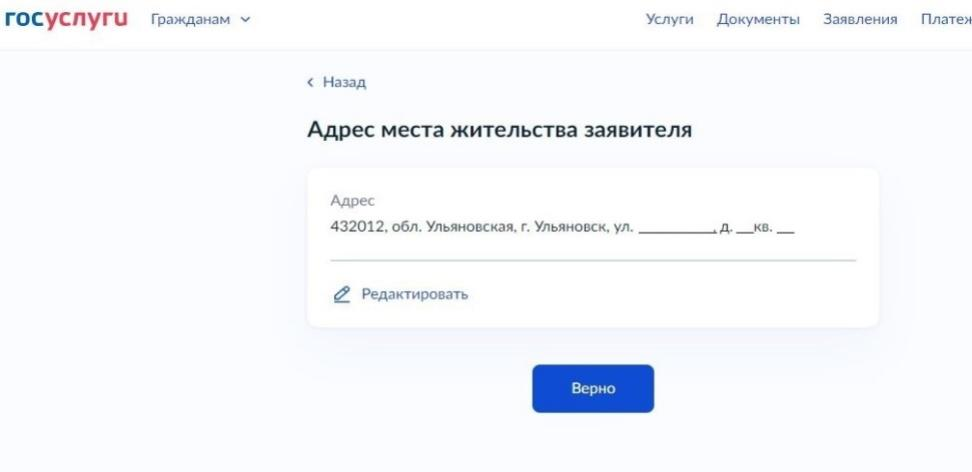 госуслуги Гражданам Услуги Документы Заявления
Назад
Адрес места жительства заявителя
Адрес
432012, обл. Ульяновская, г. Ульяновск, ул. __________, д. __кв. __
Редактировать
Верно